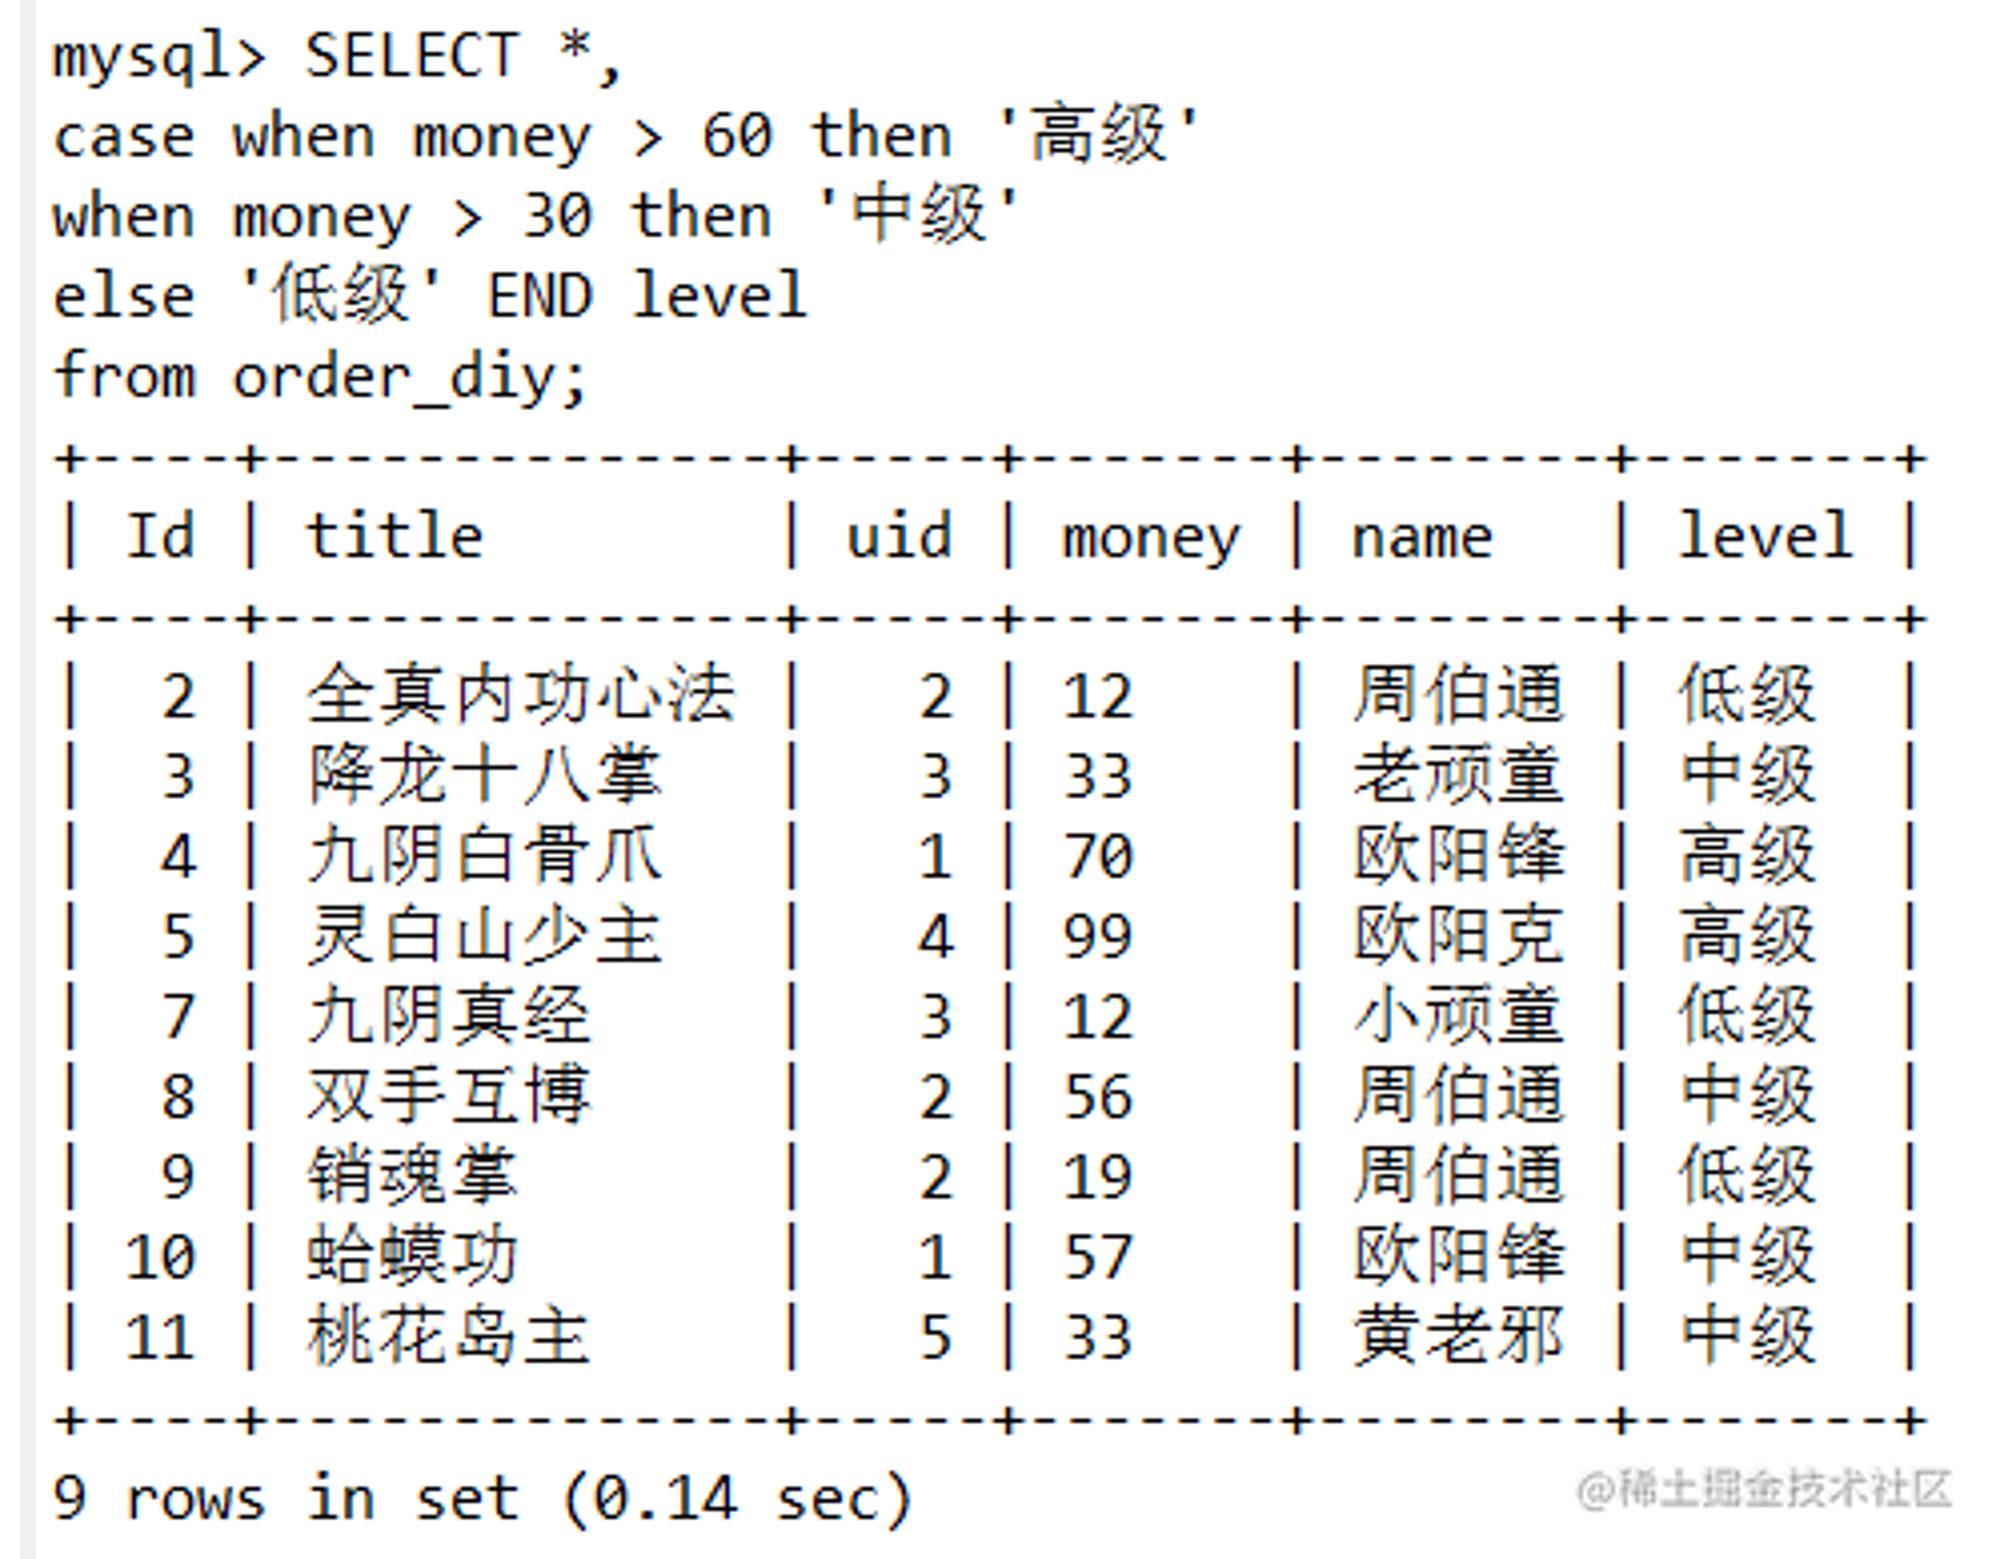 mysql> SELECT *,
case when money > 60 then '高级'
when money > 30 then '中级'
else '低级' END level
from order_diy;
+----+--------------+-----+-------+--------+-------+
| Id | title        | uid | money | name   | level |
+----+--------------+-----+-------+--------+-------+
|  2 | 全真内功心法 |   2 | 12    | 周伯通 | 低级  |
|  3 | 降龙十八掌   |   3 | 33    | 老顽童 | 中级  |
|  4 | 九阴白骨爪   |   1 | 70    | 欧阳锋 | 高级  |
|  5 | 灵白山少主   |   4 | 99    | 欧阳克 | 高级  |
|  7 | 九阴真经     |   3 | 12    | 小顽童 | 低级  |
|  8 | 双手互博     |   2 | 56    | 周伯通 | 中级  |
|  9 | 销魂掌       |   2 | 19    | 周伯通 | 低级  |
| 10 | 蛤蟆功       |   1 | 57    | 欧阳锋 | 中级  |
| 11 | 桃花岛主     |   5 | 33    | 黄老邪 | 中级  |
+----+--------------+-----+-------+--------+-------+
9 rows in set (0.14 sec)
@稀土掘金技术社区